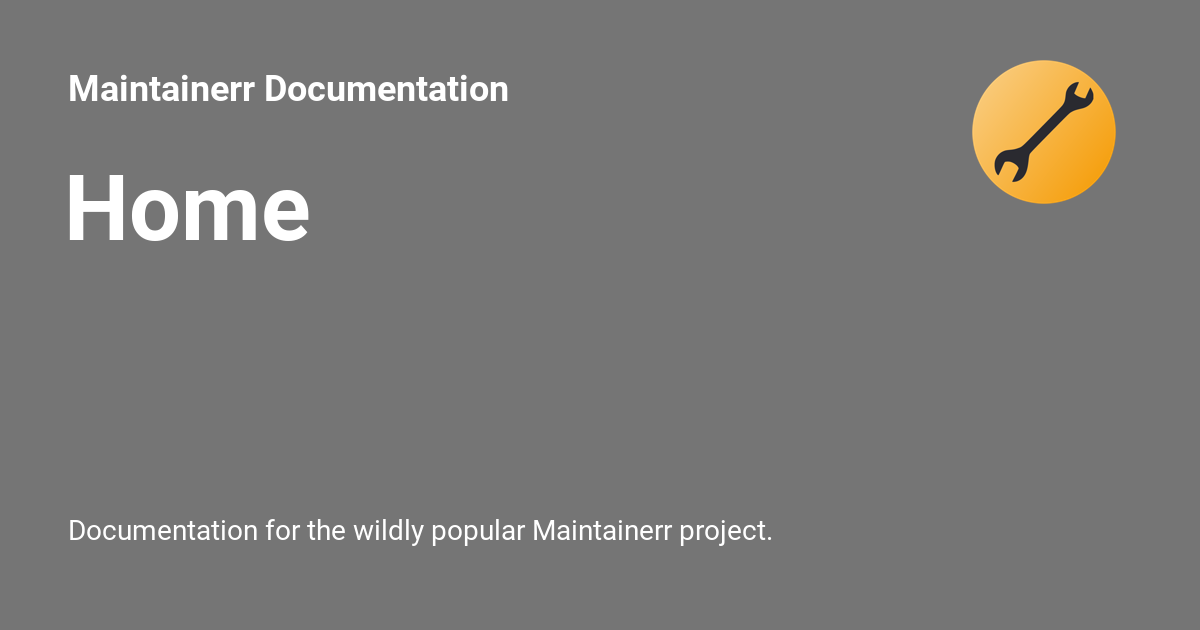 Maintainerr Documentation
Home
Documentation for the wildly popular Maintainerr project.